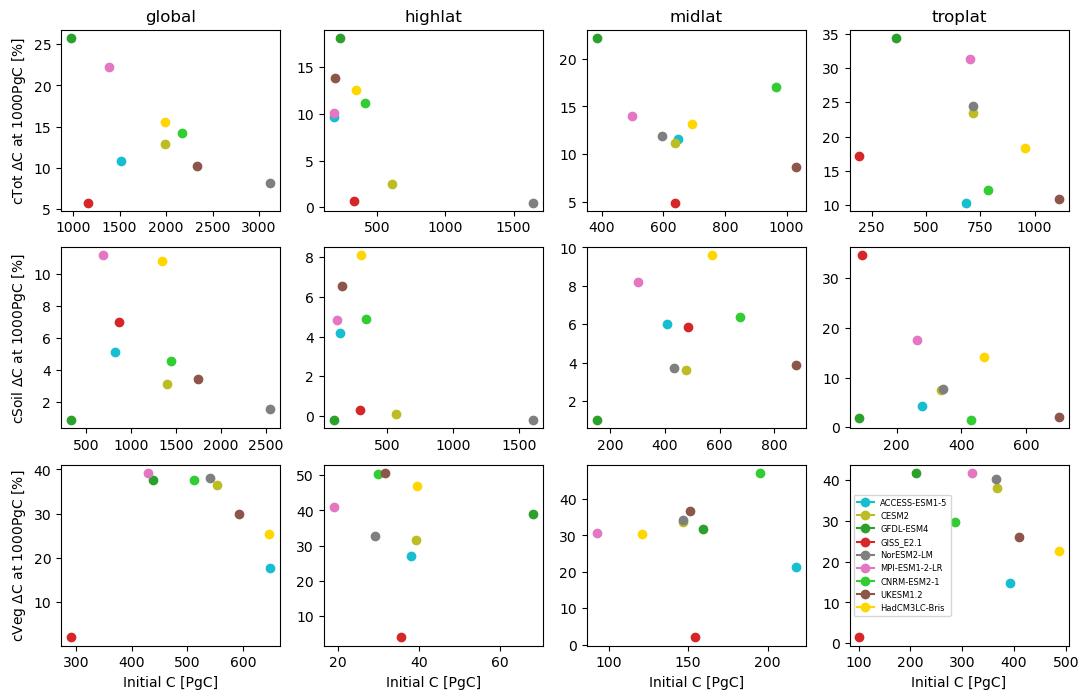 global highlat midlat troplat
cTot ΔC at 1000PgC [%]
25
20
15
10
5
1000 1500 2000 2500 3000
15
10
5
0
500 1000 1500
20
15
10
5
400 600 800 1000
35
30
25
20
15
10
250 500 750 1000
cSoil ΔC at 1000PgC [%]
10
8
6
4
2
500 1000 1500 2000 2500
8
6
4
2
0
500 1000 1500
10
8
6
4
2
200 400 600 800
30
20
10
0
200 400 600
cVeg ΔC at 1000PgC [%]
40
30
20
10
300 400 500 600
Initial C [PgC]
50
40
30
20
10
20 40 60
Initial C [PgC]
40
30
20
10
0
100 150 200
Initial C [PgC]
40
30
20
10
0
ACCESS-ESM1-5
CESM2
GFDL-ESM4
GISS_E2.1
NorESM2-LM
MPI-ESM1-2-LR
CNRM-ESM2-1
UKESM1.2
HadCM3LC-Bris
100 200 300 400 500
Initial C [PgC]